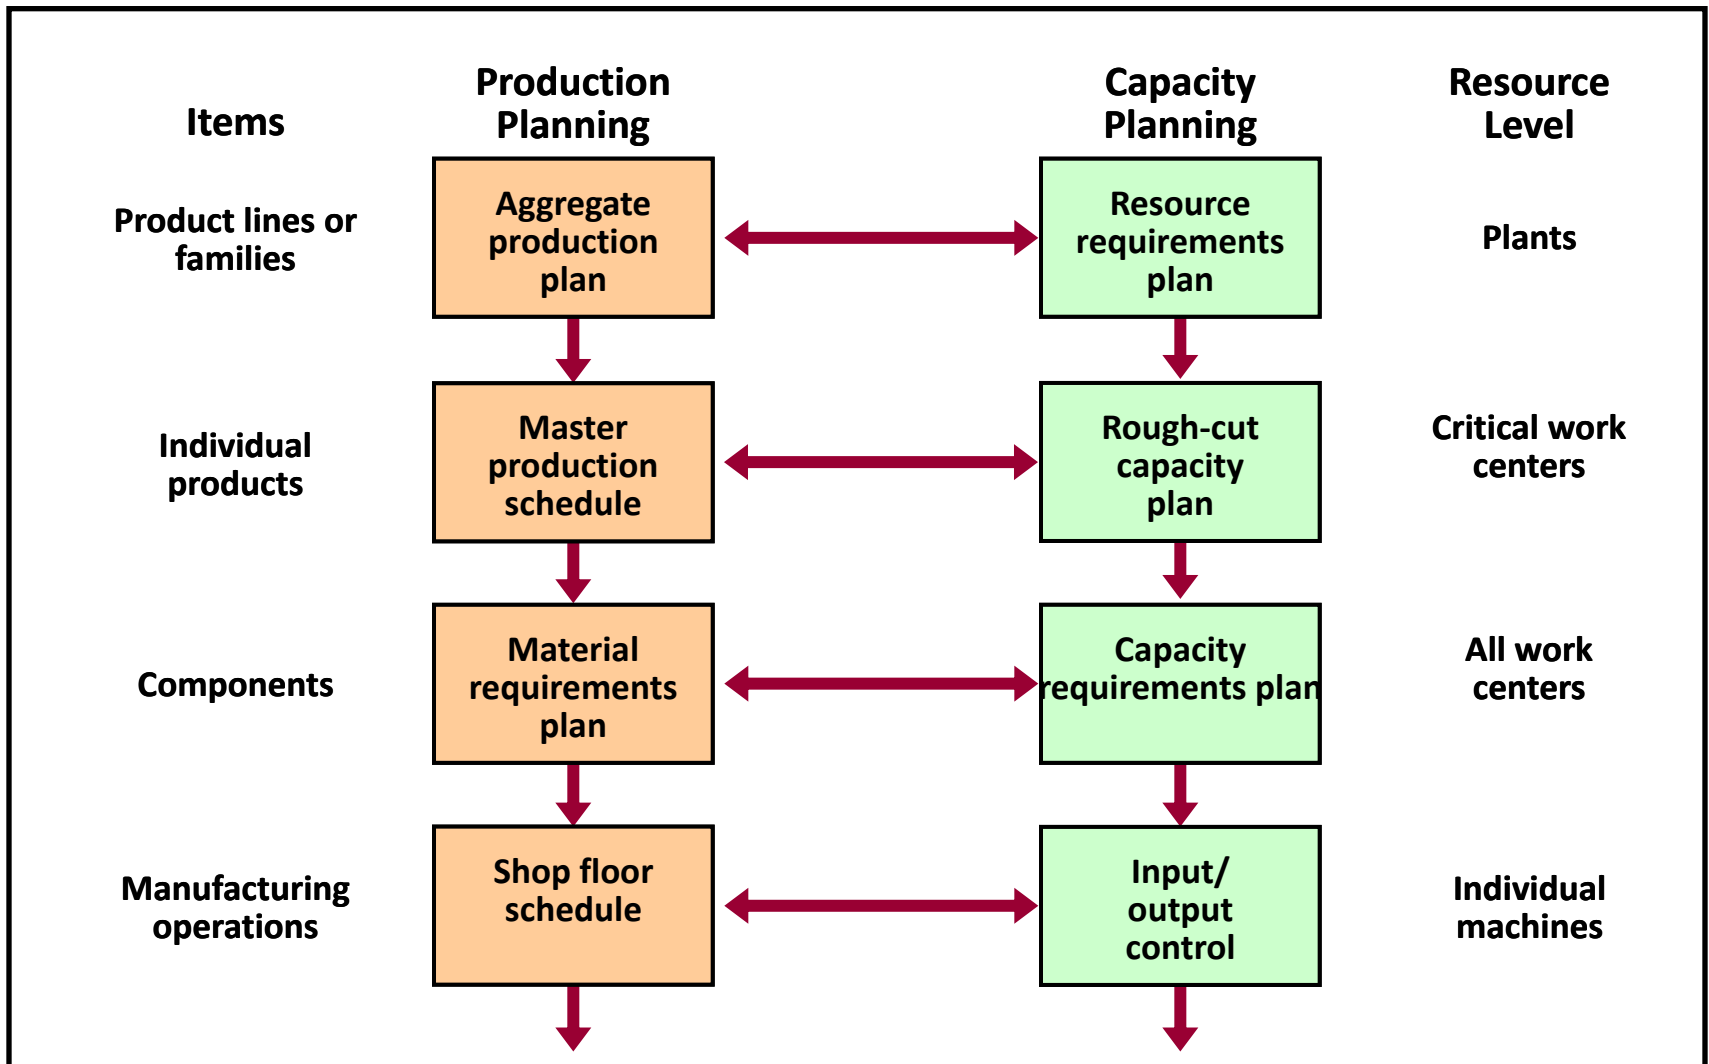 Items
Production
Planning
Capacity
Planning
Resource
Level
Product lines or
families
Aggregate
production
plan
Resource
requirements
plan
Plants
Individual
products
Master
production
schedule
Rough-cut
capacity
plan
Critical work
centers
Components
Material
requirements
plan
Capacity
requirements plan
All work
centers
Manufacturing
operations
Shop floor
schedule
Input/
output
control
Individual
machines